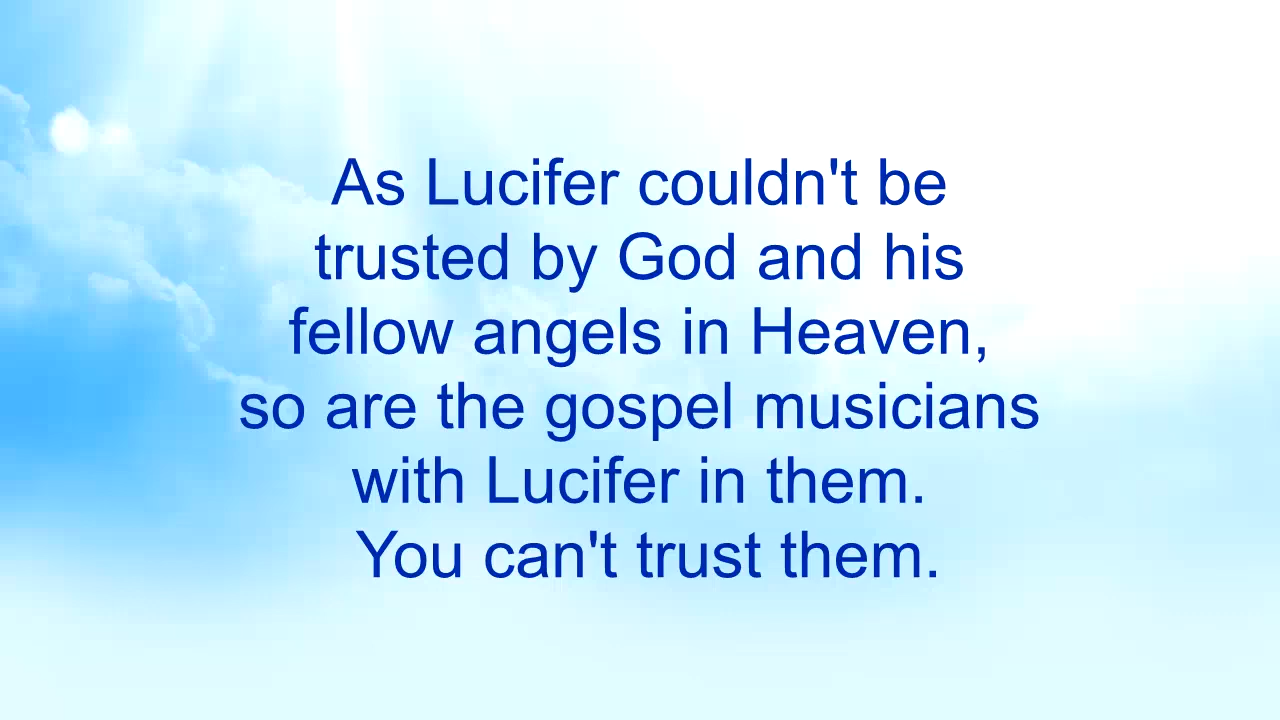 As Lucifer couldn't be
trusted by God and his
fellow angels in Heaven,
so are the gospel musicians
with Lucifer in them.
You can't trust them.